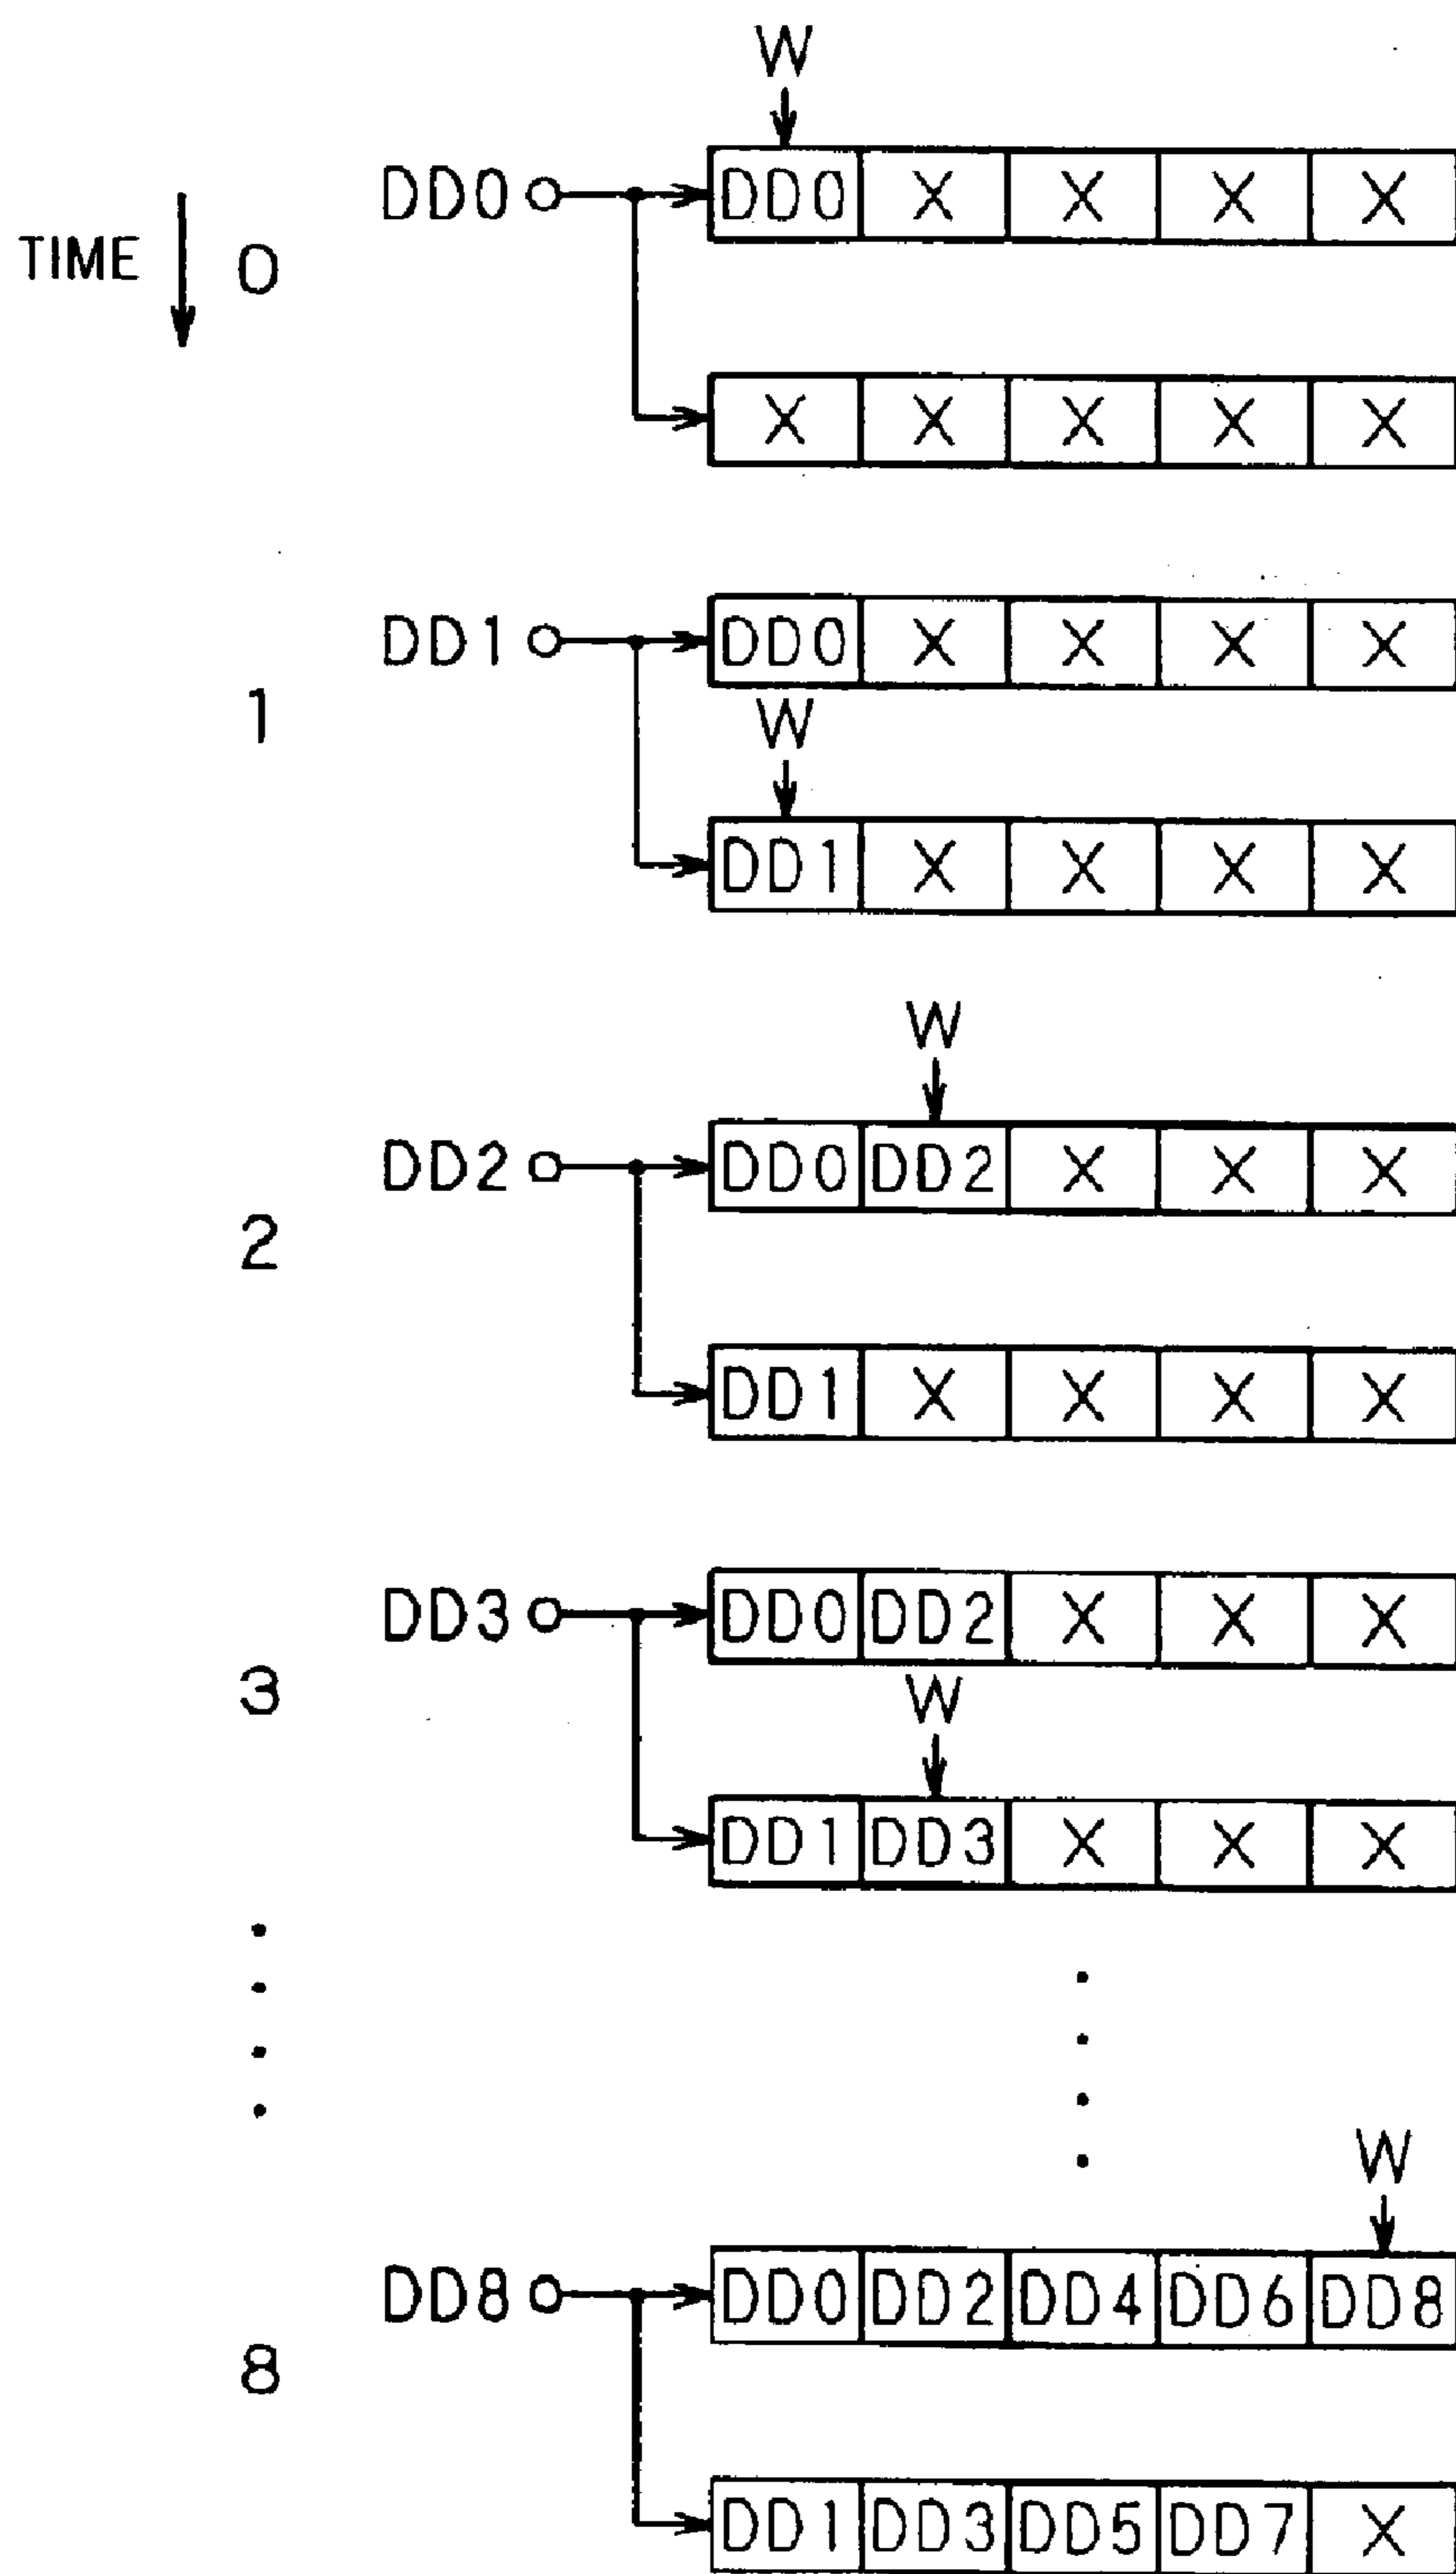 W
DD0 DD0 X X X X
TIME 0
X X X X X
DD1 DD0 X X X X
1 W
DD1 X X X X
W
DD2 DD0 DD2 X X X
2
DD1 X X X X
DD3 DD0 DD2 X X X
3 W
DD1 DD3 X X X
W
DD8 DD0 DD2 DD4 DD6 DD8
8
DD1 DD3 DD5 DD7 X